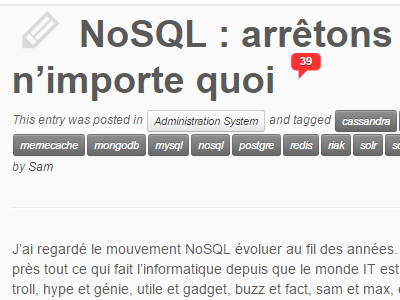 NoSQL : arrêtons
n’importe quoi 39
This entry was posted in Administration System and tagged cassandra
memecache mongodb mysql nosql postgre redis riak solr
by Sam
J’ai regardé le mouvement NoSQL évoluer au fil des années.
près tout ce qui fait l’informatique depuis que le monde IT est
troll, hype et génie, utile et gadget, buzz et fact, sam et max,